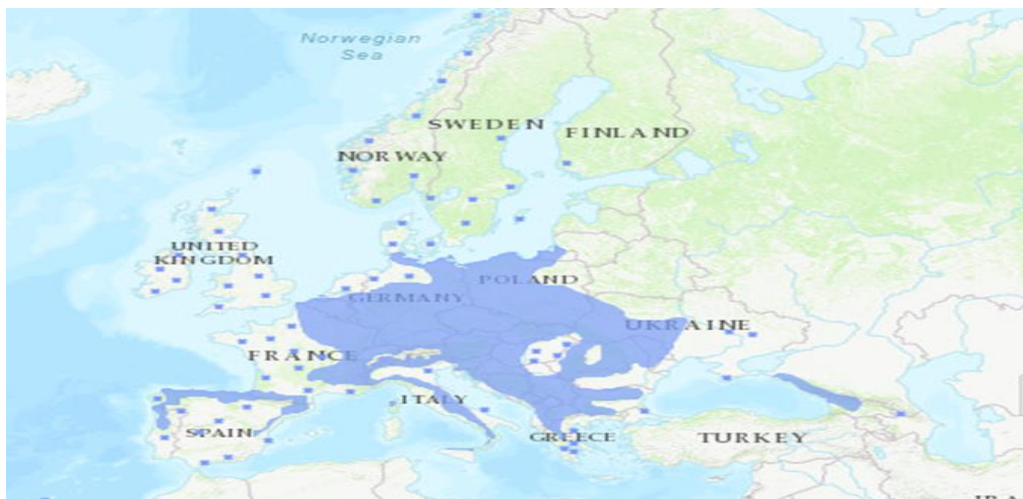 Norwegian
Sea
SWEDEN
FINLAND
NORWAY
UNITED
KINGDOM
POLAND
GERMANY
UKRAINE
FRANCE
ITALY
SPAIN
GREECE
TURKEY